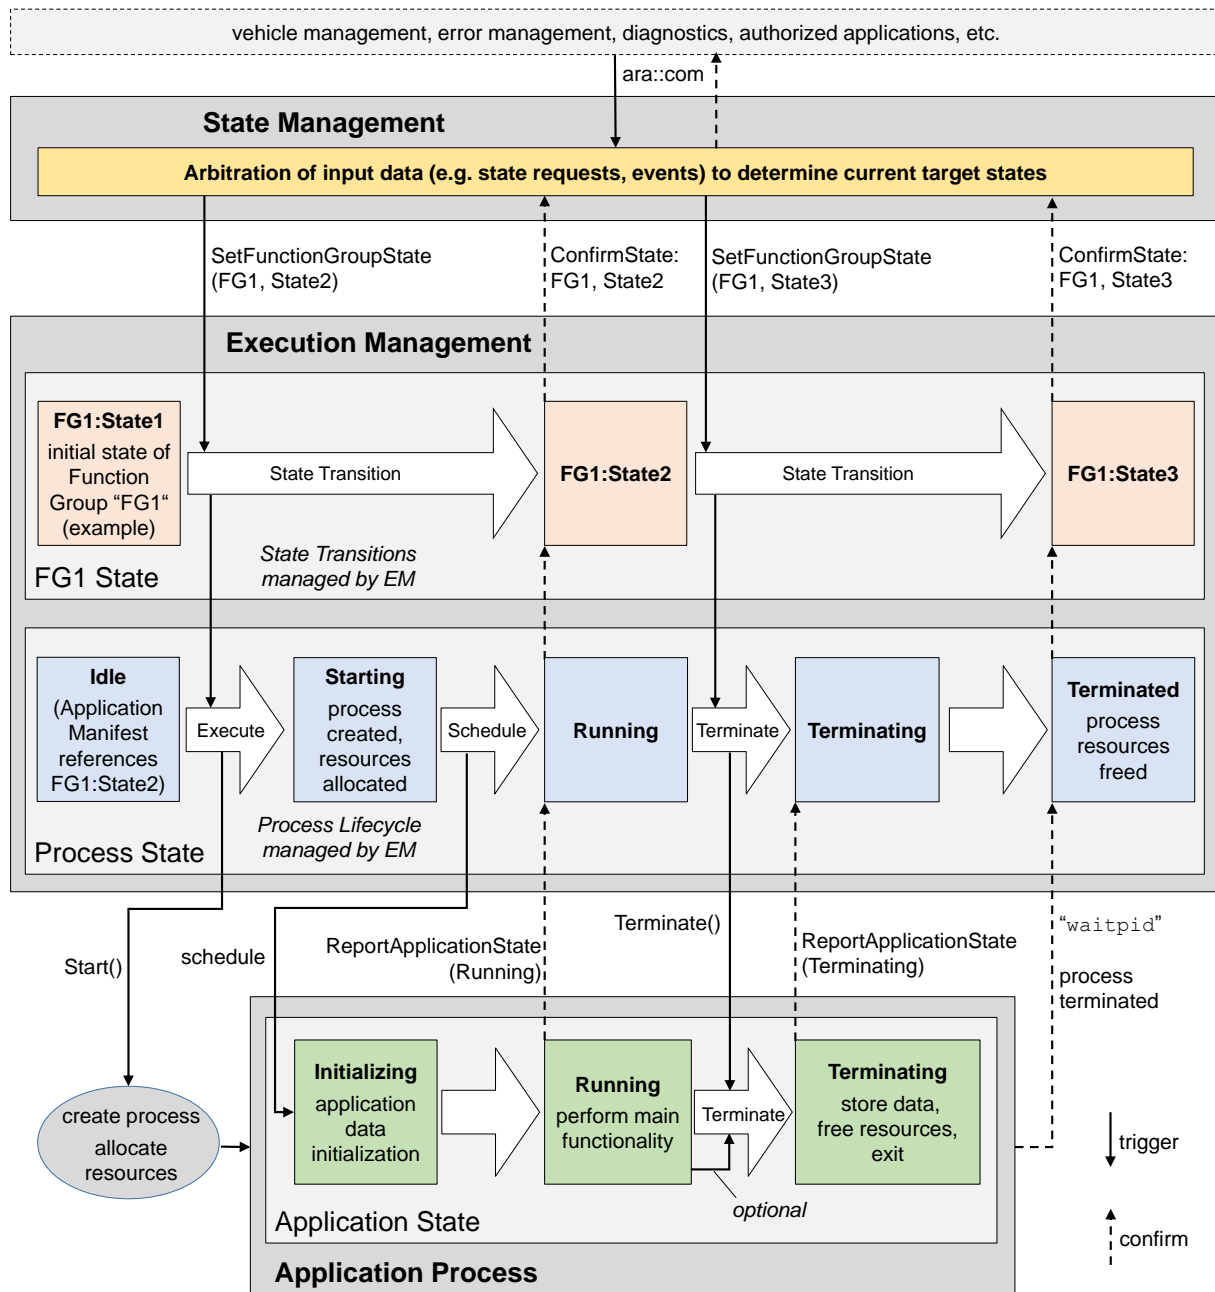 vehicle management, error management, diagnostics, authorized applications, etc.
ara::com
State Management
Arbitration of input data (e.g. state requests, events) to determine current target states
SetFunctionGroupState
(FG1, State2)
ConfirmState:
FG1, State2
SetFunctionGroupState
(FG1, State3)
ConfirmState:
FG1, State3
Execution Management
FG1:State1
initial state of
Function
Group “FG1“
(example)
State Transition
FG1:State2
State Transition
FG1:State3
State Transitions
managed by EM
FG1 State
Idle
(Application
Manifest
references
FG1:State2)
Execute
Starting
process
created,
resources
allocated
Schedule
Running
Terminate
Terminating
Terminated
process
resources
freed
Process Lifecycle
managed by EM
Process State
Start()
schedule
ReportApplicationState
(Running)
Terminate()
ReportApplicationState
(Terminating)
“waitpid”
process
terminated
create process
allocate
resources
Initializing
application
data
initialization
Running
perform main
functionality
Terminate
optional
Terminating
store data,
free resources,
exit
Application State
Application Process
trigger
confirm